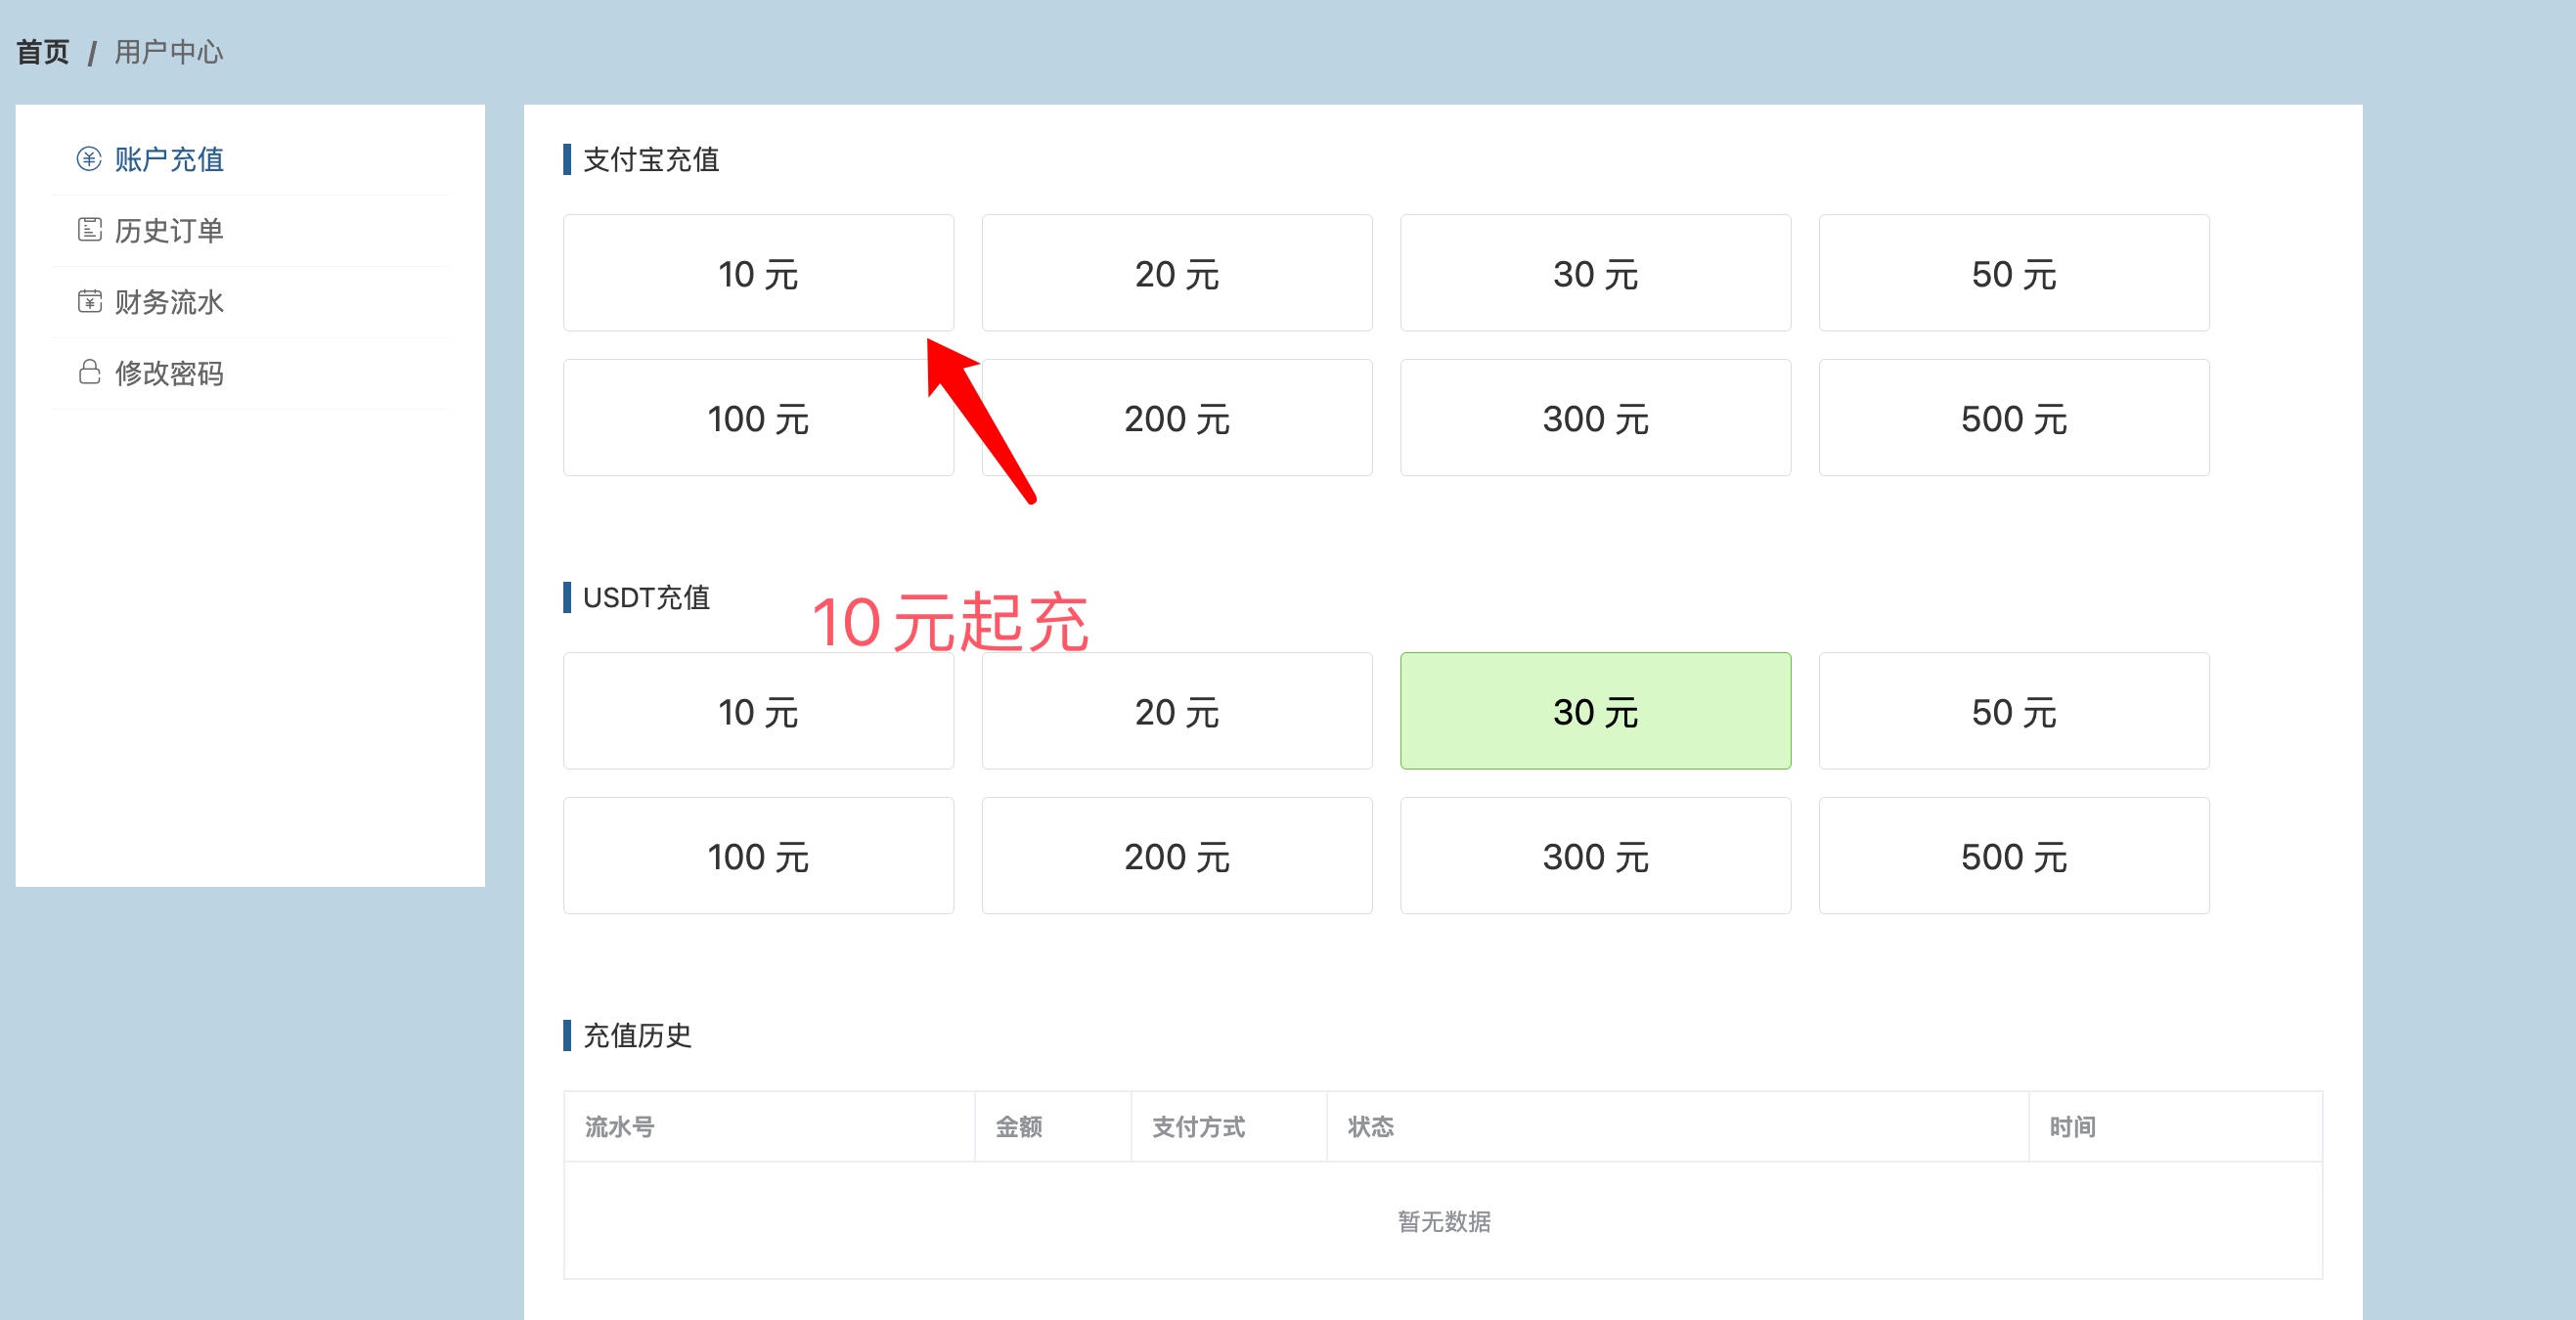 首页 / 用户中心
账户充值
历史订单
财务流水
修改密码
支付宝充值
10 元
20 元
30 元
50 元
100 元
200 元
300 元
500 元
USDT充值
10元起充
10 元
20 元
30 元
50 元
100 元
200 元
300 元
500 元
充值历史
流水号
金额
支付方式
状态
时间
暂无数据